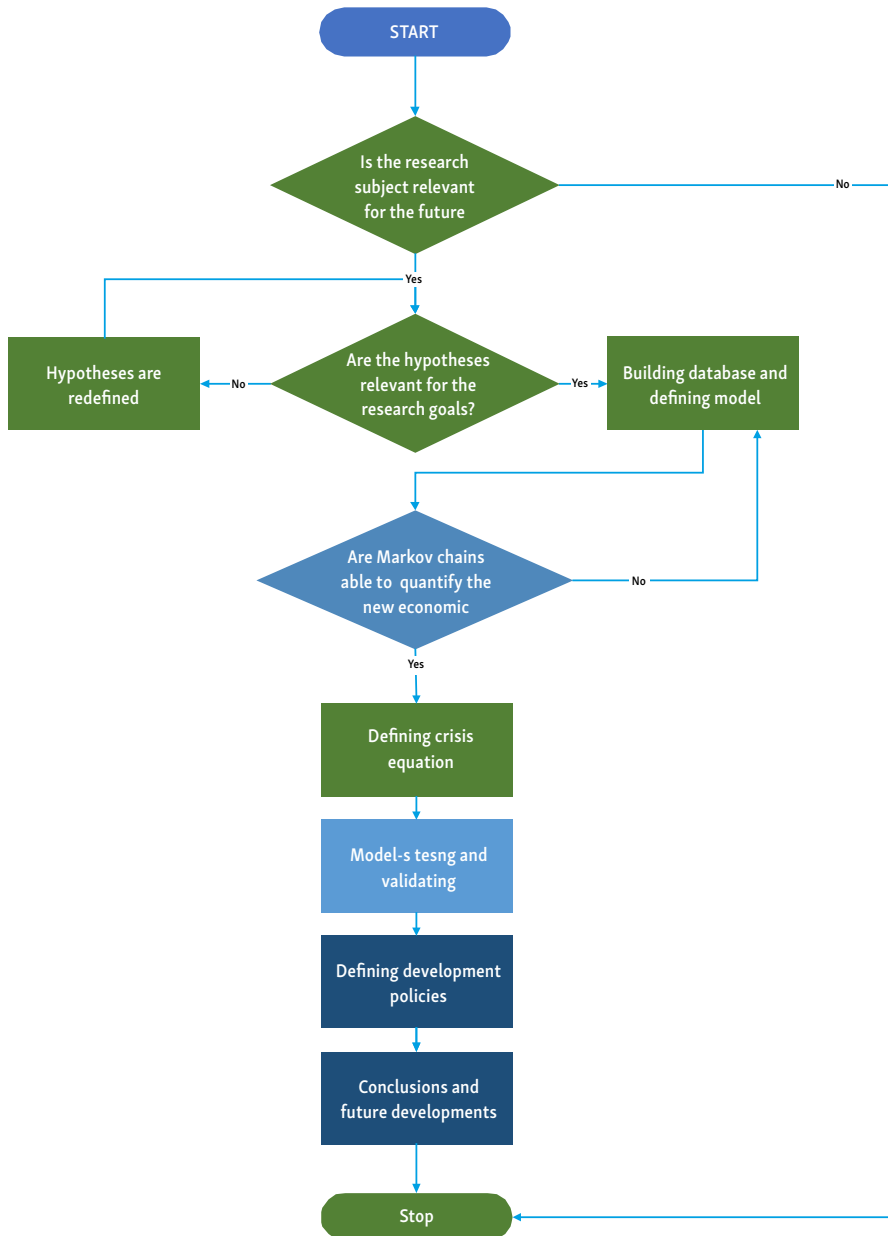 START
Is the research
subject relevant
for the future
No
Yes
Hypotheses are
redefined
No
Are the hypotheses
relevant for the
research goals?
Yes
Building database and
defining model
Are Markov chains
able to quantify the
new economic
No
Yes
Defining crisis
equation
Model-s tesng and
validating
Defining development
policies
Conclusions and
future developments
Stop